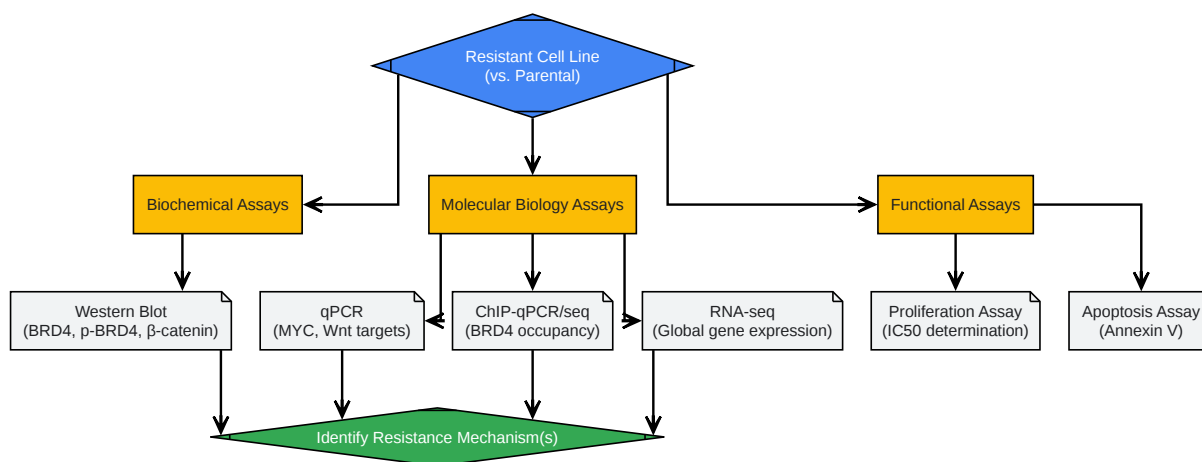 Resistant Cell Line
(vs. Parental)
Biochemical Assays
Molecular Biology Assays
Functional Assays
Western Blot
(BRD4, p-BRD4, β-catenin)
qPCR
(MYC, Wnt targets)
ChIP-qPCR/seq
(BRD4 occupancy)
RNA-seq
(Global gene expression)
Proliferation Assay
(IC50 determination)
Apoptosis Assay
(Annexin V)
Identify Resistance Mechanism(s)